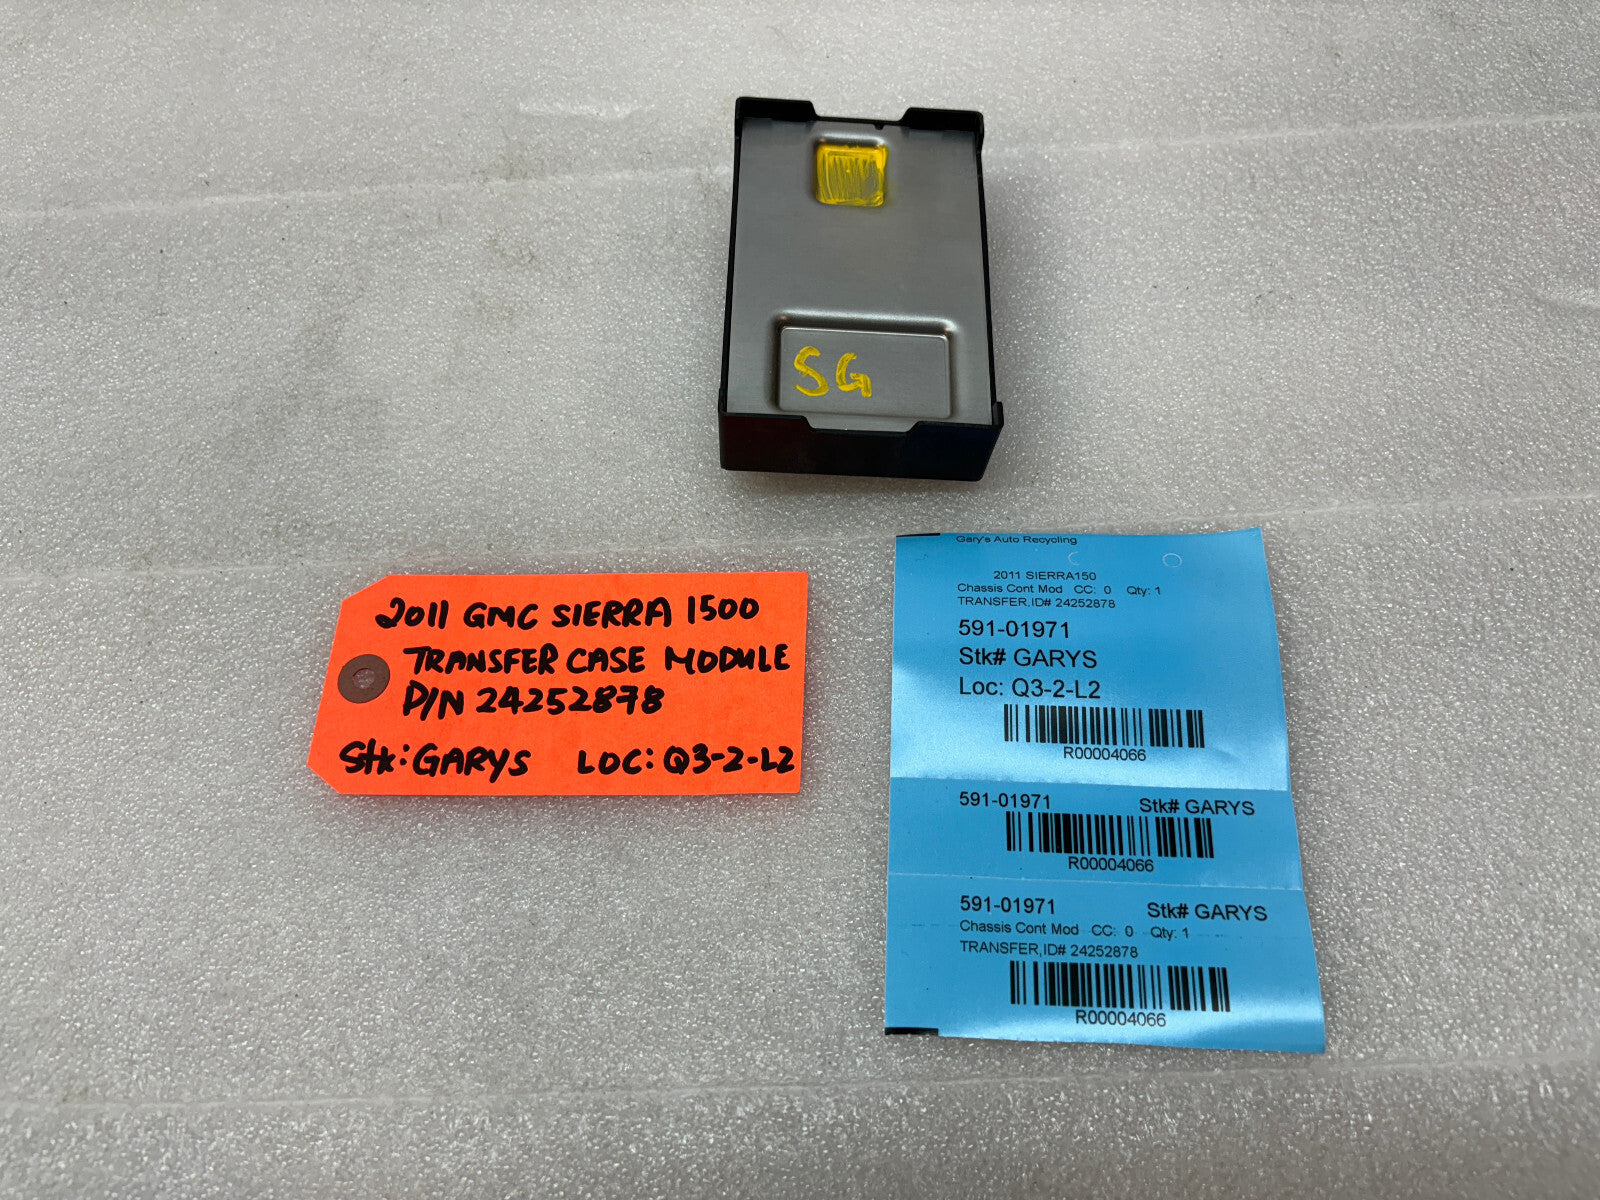 SG
2011 GMC SIERRA 1500
TRANSFER CASE MODULE
P/N 24252878
Stk: GARYS LOC: Q3-2-L2
Gary's Auto Recycling
2011 SIERRA150
Chassis Cont Mod CC: 0 Qty: 1
TRANSFER,ID# 24252878
591-01971
Stk# GARYS
Loc: Q3-2-L2
R00004066
591-01971 Stk# GARYS
R00004066
591-01971 Stk# GARYS
Chassis Cont Mod CC: 0 Qty: 1
TRANSFER,ID# 24252878
R00004066